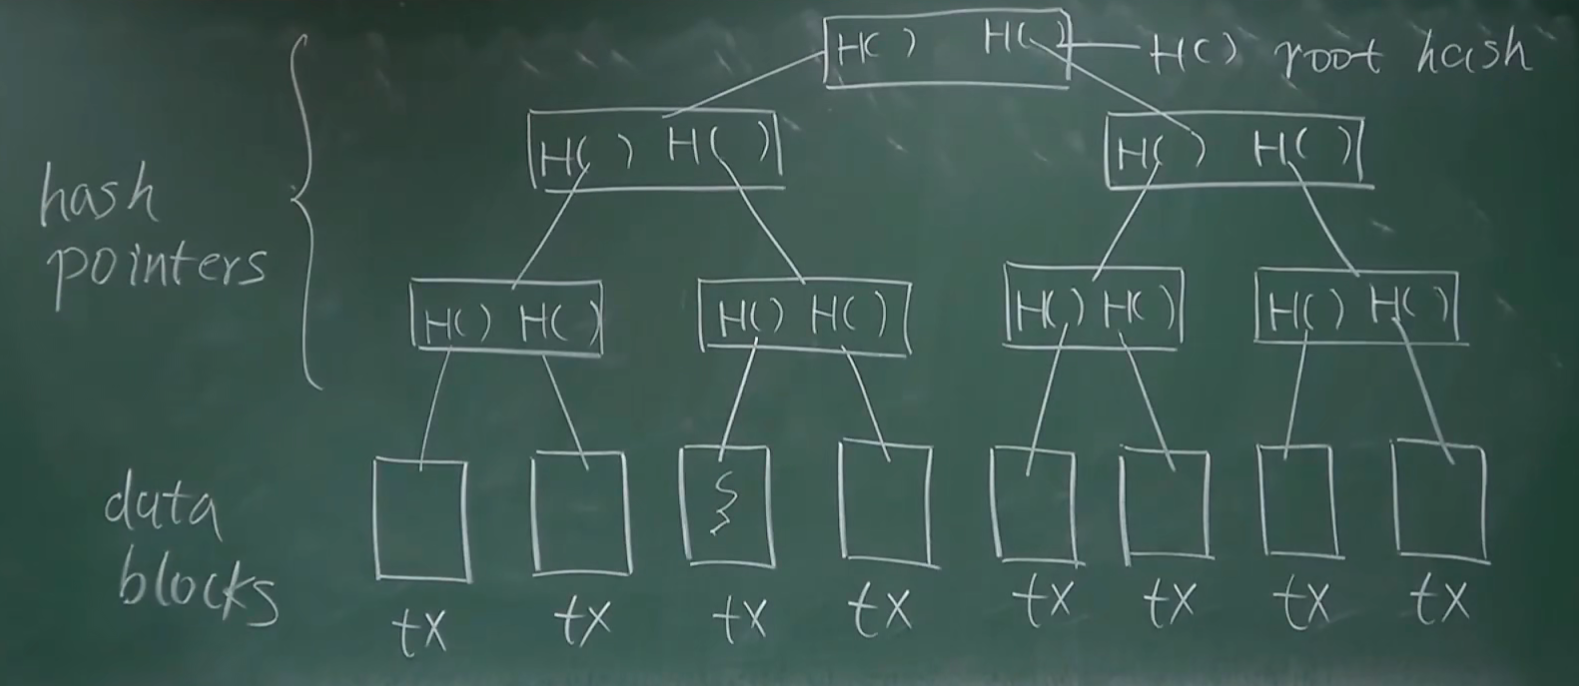 H( ) H( ) H( ) root hash
H( ) H( ) H( ) H( )
hash
pointers
H( ) H( ) H( ) H( ) H( ) H( ) H( ) H( )
data
blocks
tx tx tx tx tx tx tx tx